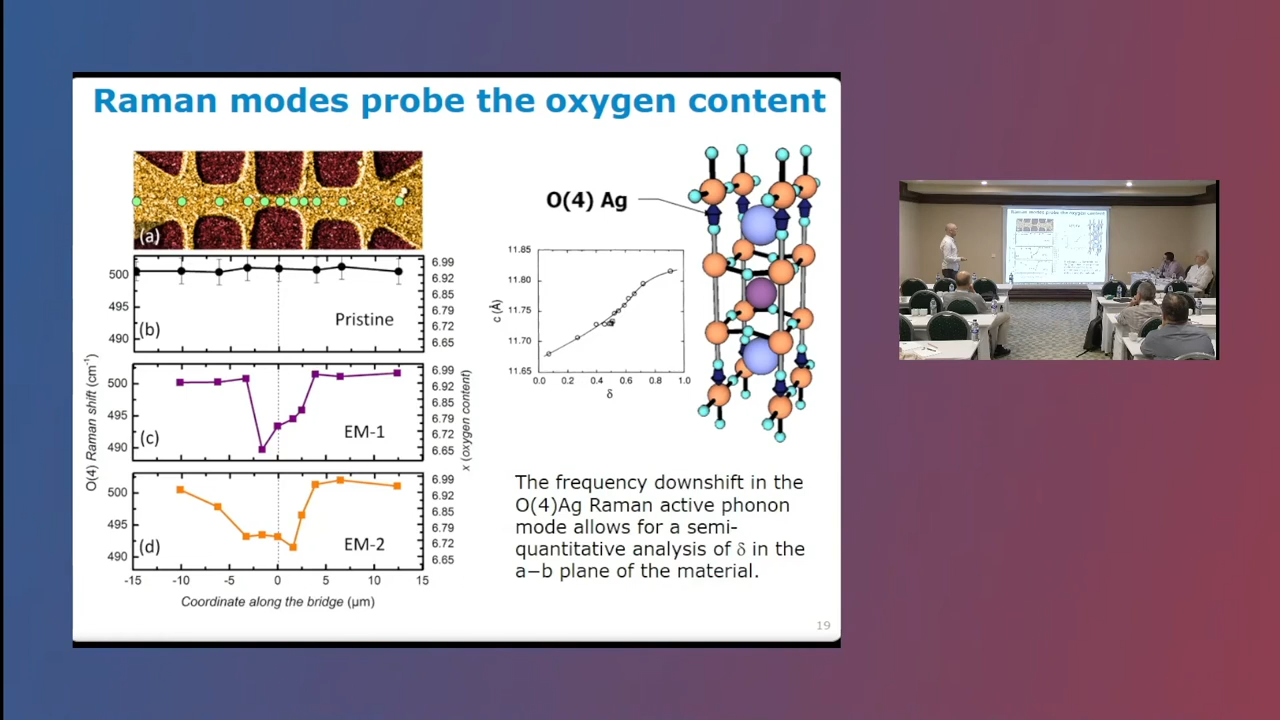 Raman modes probe the oxygen content
(a)
500
495
490
6.99
6.92
6.85
6.79
6.72
6.65
(b)
Pristine
500
495
490
6.99
6.92
6.85
6.79
6.72
6.65
(c)
EM-1
500
495
490
6.99
6.92
6.85
6.79
6.72
6.65
(d)
EM-2
-15 -10 -5 0 5 10 15
Coordinate along the bridge (μm)
O(4) Raman shift (cm⁻¹)
x (oxygen content)
O(4) Ag
11.85
11.80
11.75
11.70
11.65
c (Å)
0.0 0.2 0.4 0.6 0.8 1.0
δ
The frequency downshift in the
O(4)Ag Raman active phonon
mode allows for a semi-
quantitative analysis of δ in the
a−b plane of the material.
19
Raman modes probe the oxygen content